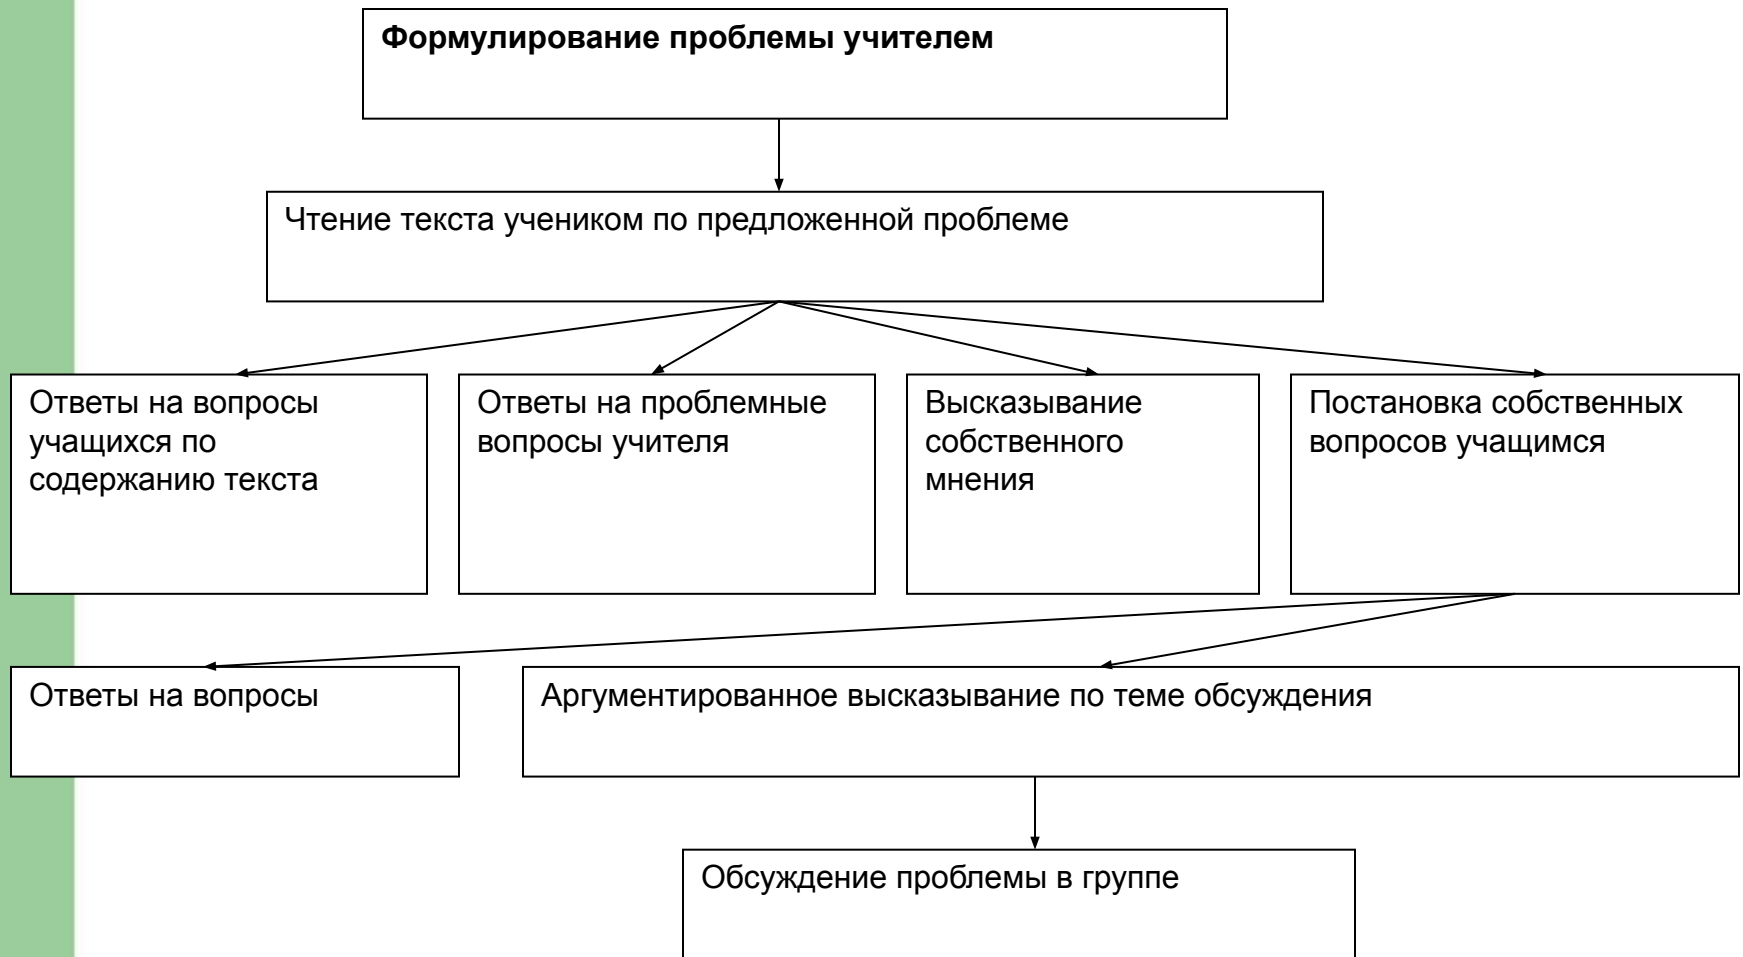 Формулирование проблемы учителем
Чтение текста учеником по предложенной проблеме
Ответы на вопросы
учащихся по
содержанию текста
Ответы на проблемные
вопросы учителя
Высказывание
собственного
мнения
Постановка собственных
вопросов учащимся
Ответы на вопросы
Аргументированное высказывание по теме обсуждения
Обсуждение проблемы в группе